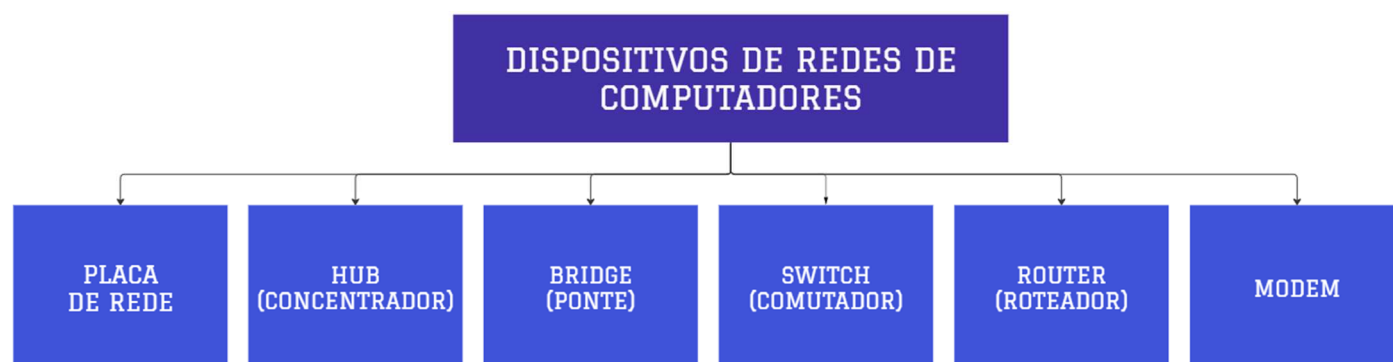 DISPOSITIVOS DE REDES DE
COMPUTADORES
PLACA
DE REDE
HUB
(CONCENTRADOR)
BRIDGE
(PONTE)
SWITCH
(COMUTADOR)
ROUTER
(ROTEADOR)
MODEM